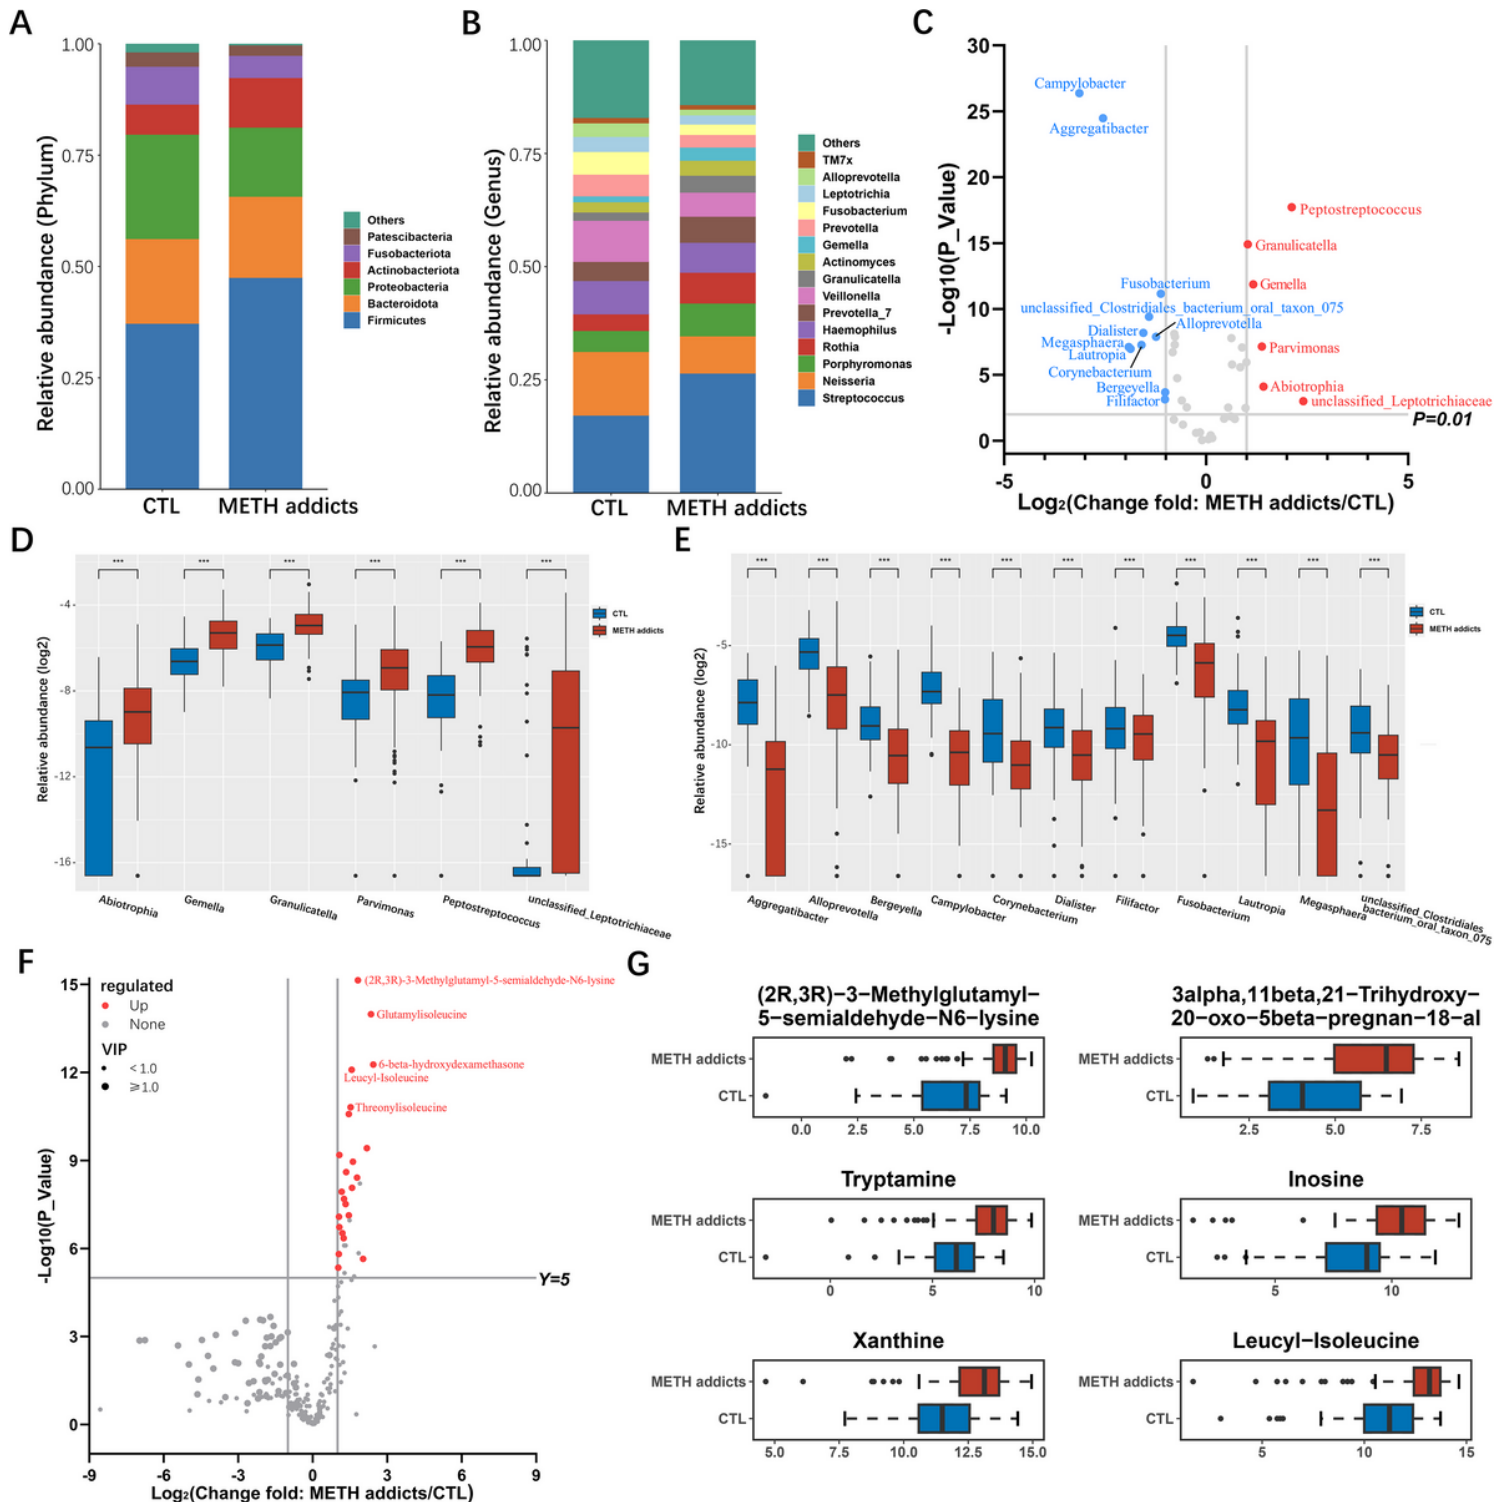 A
Relative abundance (Phylum)
1.00
0.75
0.50
0.25
0.00
CTL
METH addicts
Others
Patescibacteria
Fusobacteriota
Actinobacteriota
Proteobacteria
Bacteroidota
Firmicutes
B
Relative abundance (Genus)
1.00
0.75
0.50
0.25
0.00
CTL
METH addicts
Others
TM7x
Alloprevotella
Leptotrichia
Fusobacterium
Prevotella
Gemella
Actinomyces
Granulicatella
Veillonella
Prevotella_7
Haemophilus
Rothia
Porphyromonas
Neisseria
Streptococcus
C
-Log10(P_Value)
30
25
20
15
10
5
0
Campylobacter
Aggregatibacter
Peptostreptococcus
Granulicatella
Gemella
Fusobacterium
unclassified_Clostridiales_bacterium_oral_taxon_075
Alloprevotella
Dialister
Megasphaera
Lautropia
Corynebacterium
Parvimonas
Bergeyella
Filifactor
Abiotrophia
unclassified_Leptotrichiaceae
P=0.01
-5
0
5
Log2(Change fold: METH addicts/CTL)
D
Relative abundance (log2)
-4
-8
-12
-16
***
***
***
***
***
***
CTL
METH addicts
Abiotrophia
Gemella
Granulicatella
Parvimonas
Peptostreptococcus
unclassified_Leptotrichiaceae
E
Relative abundance (log2)
-5
-10
-15
***
***
***
***
***
***
***
***
***
***
***
CTL
METH addicts
Aggregatibacter
Alloprevotella
Bergeyella
Campylobacter
Corynebacterium
Dialister
Filifactor
Fusobacterium
Lautropia
Megasphaera
unclassified_Clostridiales
bacterium_oral_taxon_075
F
-Log10(P_Value)
15
12
9
6
3
0
regulated
Up
None
VIP
< 1.0
≥1.0
(2R,3R)-3-Methylglutamyl-5-semialdehyde-N6-lysine
Glutamylisoleucine
6-beta-hydroxydexamethasone
Leucyl-Isoleucine
Threonylisoleucine
Y=5
-9
-6
-3
0
3
6
9
Log2(Change fold: METH addicts/CTL)
G
(2R,3R)−3−Methylglutamyl−
5−semialdehyde−N6−lysine
METH addicts
CTL
0.0
2.5
5.0
7.5
10.0
3alpha,11beta,21−Trihydroxy−
20−oxo−5beta−pregnan−18−al
METH addicts
CTL
2.5
5.0
7.5
Tryptamine
METH addicts
CTL
0
5
10
Inosine
METH addicts
CTL
5
10
Xanthine
METH addicts
CTL
5.0
7.5
10.0
12.5
15.0
Leucyl−Isoleucine
METH addicts
CTL
5
10
15